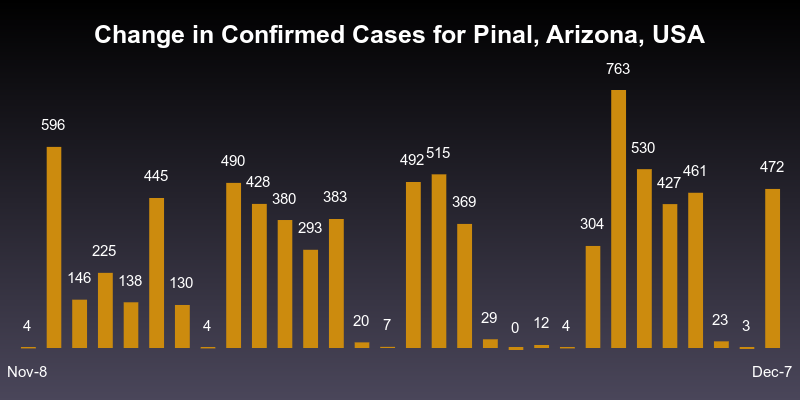 Change in Confirmed Cases for Pinal, Arizona, USA
4 596 146 225 138 445 130 4 490 428 380 293 383 20 7 492 515 369 29 0 12 4 304 763 530 427 461 23 3 472
Nov-8 Dec-7